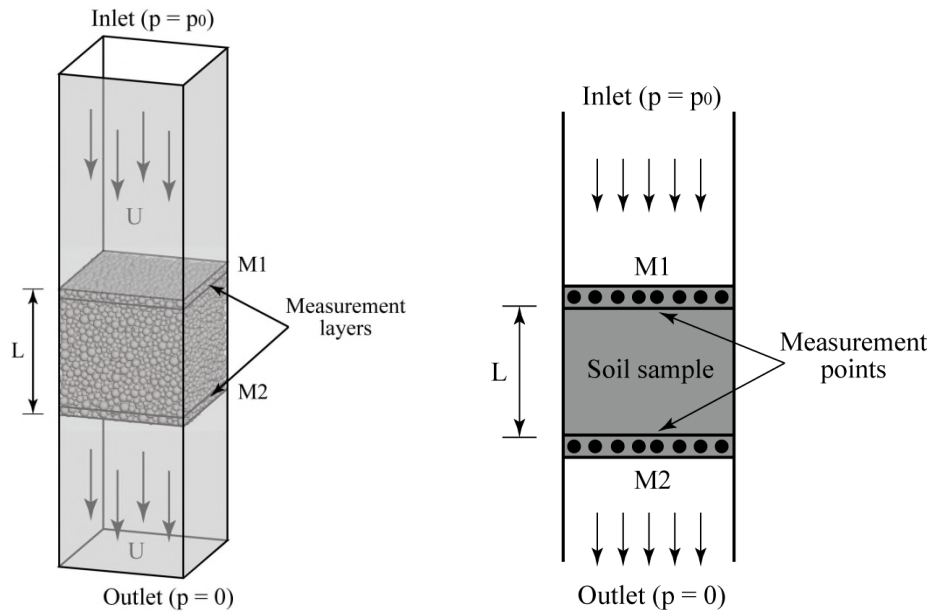 Inlet (p = p₀)
U
M1
Measurement
layers
L
M2
U
Outlet (p = 0)
Inlet (p = p₀)
M1
L
Soil sample
Measurement
points
M2
Outlet (p = 0)